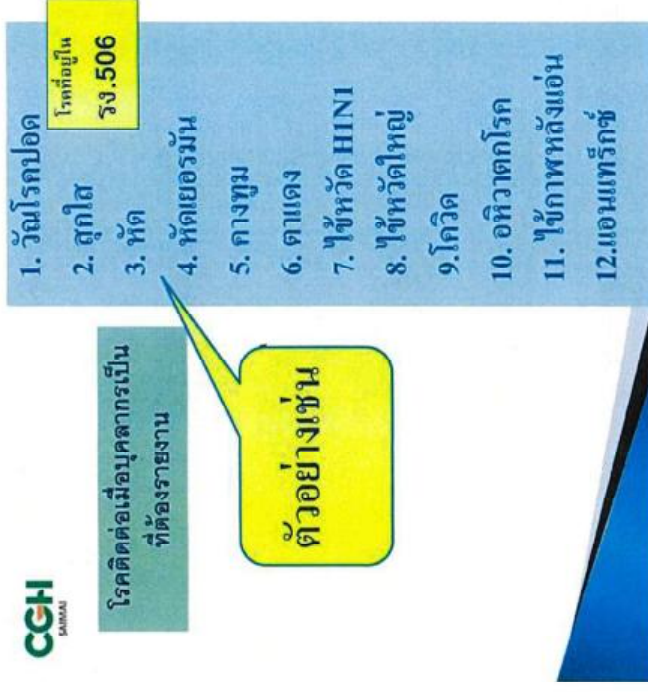 CGH
SAIMAI
โรคติดต่อเมื่อบุคลากรเป็น
ที่ต้องรายงาน
ตัวอย่างเช่น
1. วัณโรคปอด
2. สุกใส
3. หัด
4. หัดเยอรมัน
5. คางทูม
6. ตาแดง
7. ไข้หวัด H1N1
8. ไข้หวัดใหญ่
9.โควิด
10. อหิวาตกโรค
11. ไข้กาฬหลังแอ่น
12.แอนแทร็กซ์
โรคที่อยู่ใน
รง.506